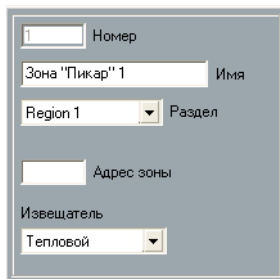 1 Номер
Зона "Пикар" 1 Имя
Region 1 Раздел
Адрес зоны
Извещатель
Тепловой